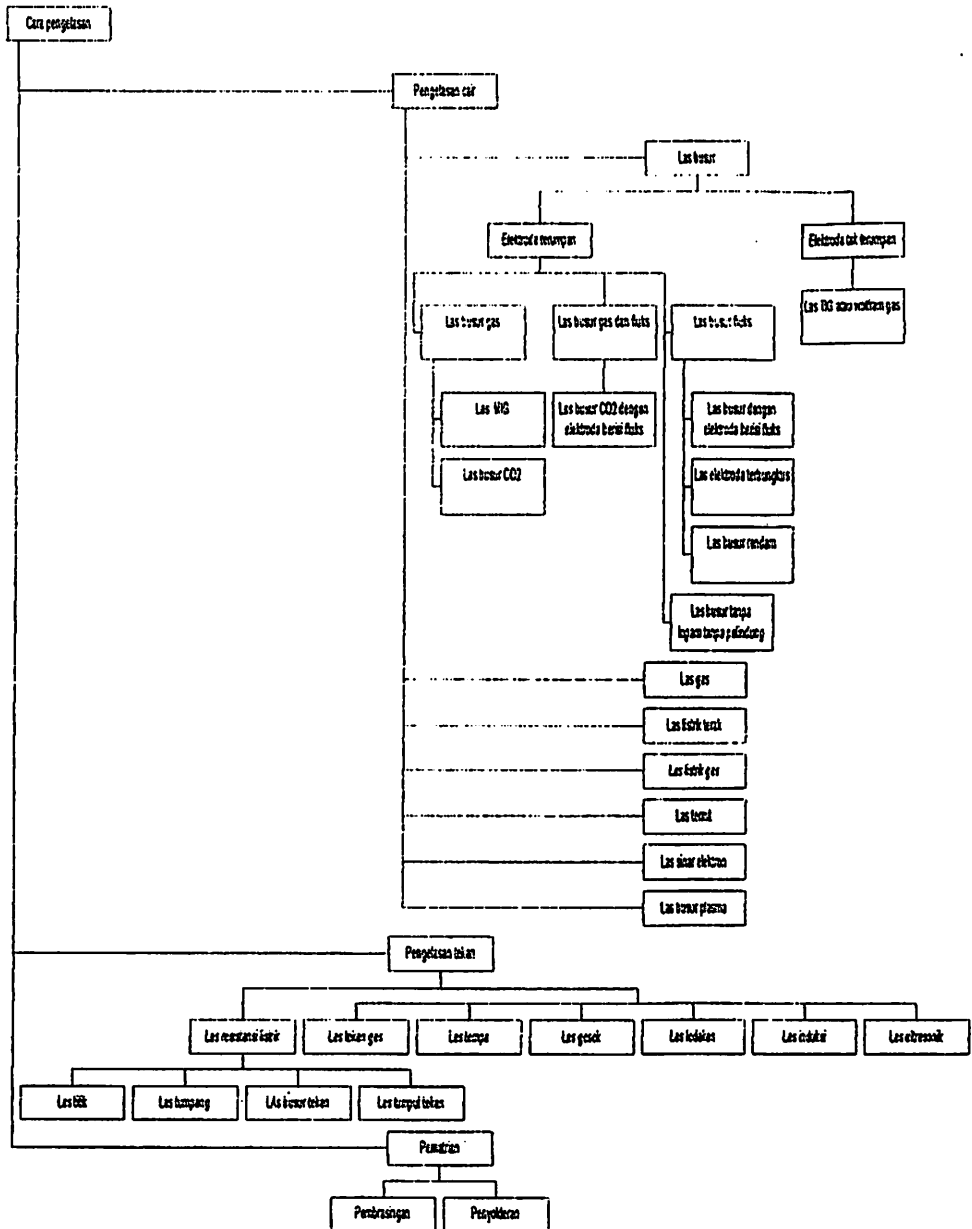 Cara pengelasan
Pengelasan cair
Las busur
Elektroda terumpan
Elektroda tak terumpan
Las busur gas
Las busur gas dan fluks
Las busur fluks
Las TIG atau wolfram gas
Las MIG
Las busur CO2 dengan
elektroda berisi fluks
Las busur dengan
elektroda berisi fluks
Las busur CO2
Las elektroda terbungkus
Las busur rendam
Las busur tanpa
logam tanpa pelindung
Las gas
Las listrik terak
Las listrik gas
Las termit
Las sinar elektron
Las busur plasma
Pengelasan tekan
Las resistansi listrik
Las tekan gas
Las tempa
Las gesek
Las ledakan
Las induksi
Las ultrasonik
Las titik
Las tumpang
LAs busur tekan
Las tumpul tekan
Pematrian
Pembrasingan
Penyolderan